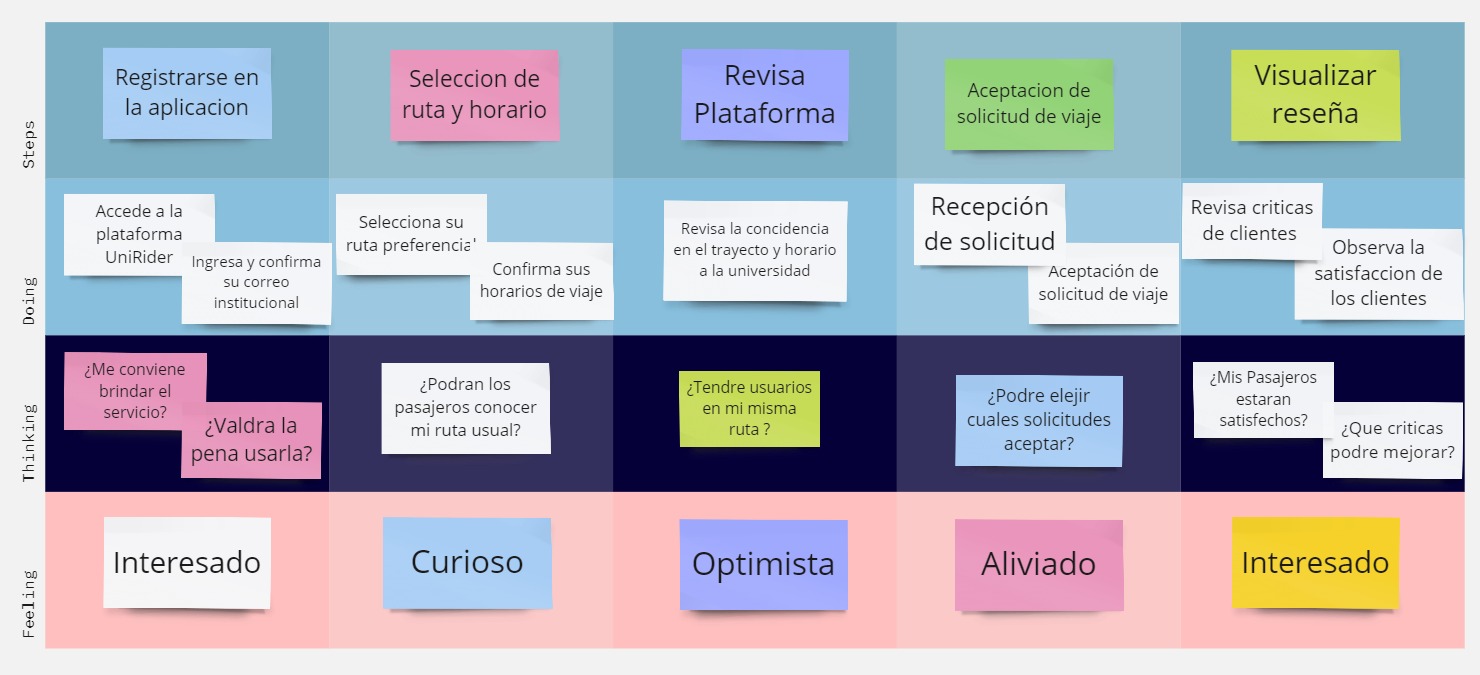 Steps
Registrarse en
la aplicacion
Seleccion de
ruta y horario
Revisa
Plataforma
Aceptacion de
solicitud de viaje
Visualizar
reseña
Doing
Accede a la
plataforma
UniRider
Ingresa y confirma
su correo
institucional
Selecciona su
ruta preferencial
Confirma sus
horarios de viaje
Revisa la concidencia
en el trayecto y horario
a la universidad
Recepción
de solicitud
Aceptación de
solicitud de viaje
Revisa criticas
de clientes
Observa la
satisfaccion de
los clientes
Thinking
¿Me conviene
brindar el
servicio?
¿Valdra la
pena usarla?
¿Podran los
pasajeros conocer
mi ruta usual?
¿Tendre usuarios
en mi misma
ruta ?
¿Podre elejir
cuales solicitudes
aceptar?
¿Mis Pasajeros
estaran
satisfechos?
¿Que criticas
podre mejorar?
Feeling
Interesado
Curioso
Optimista
Aliviado
Interesado